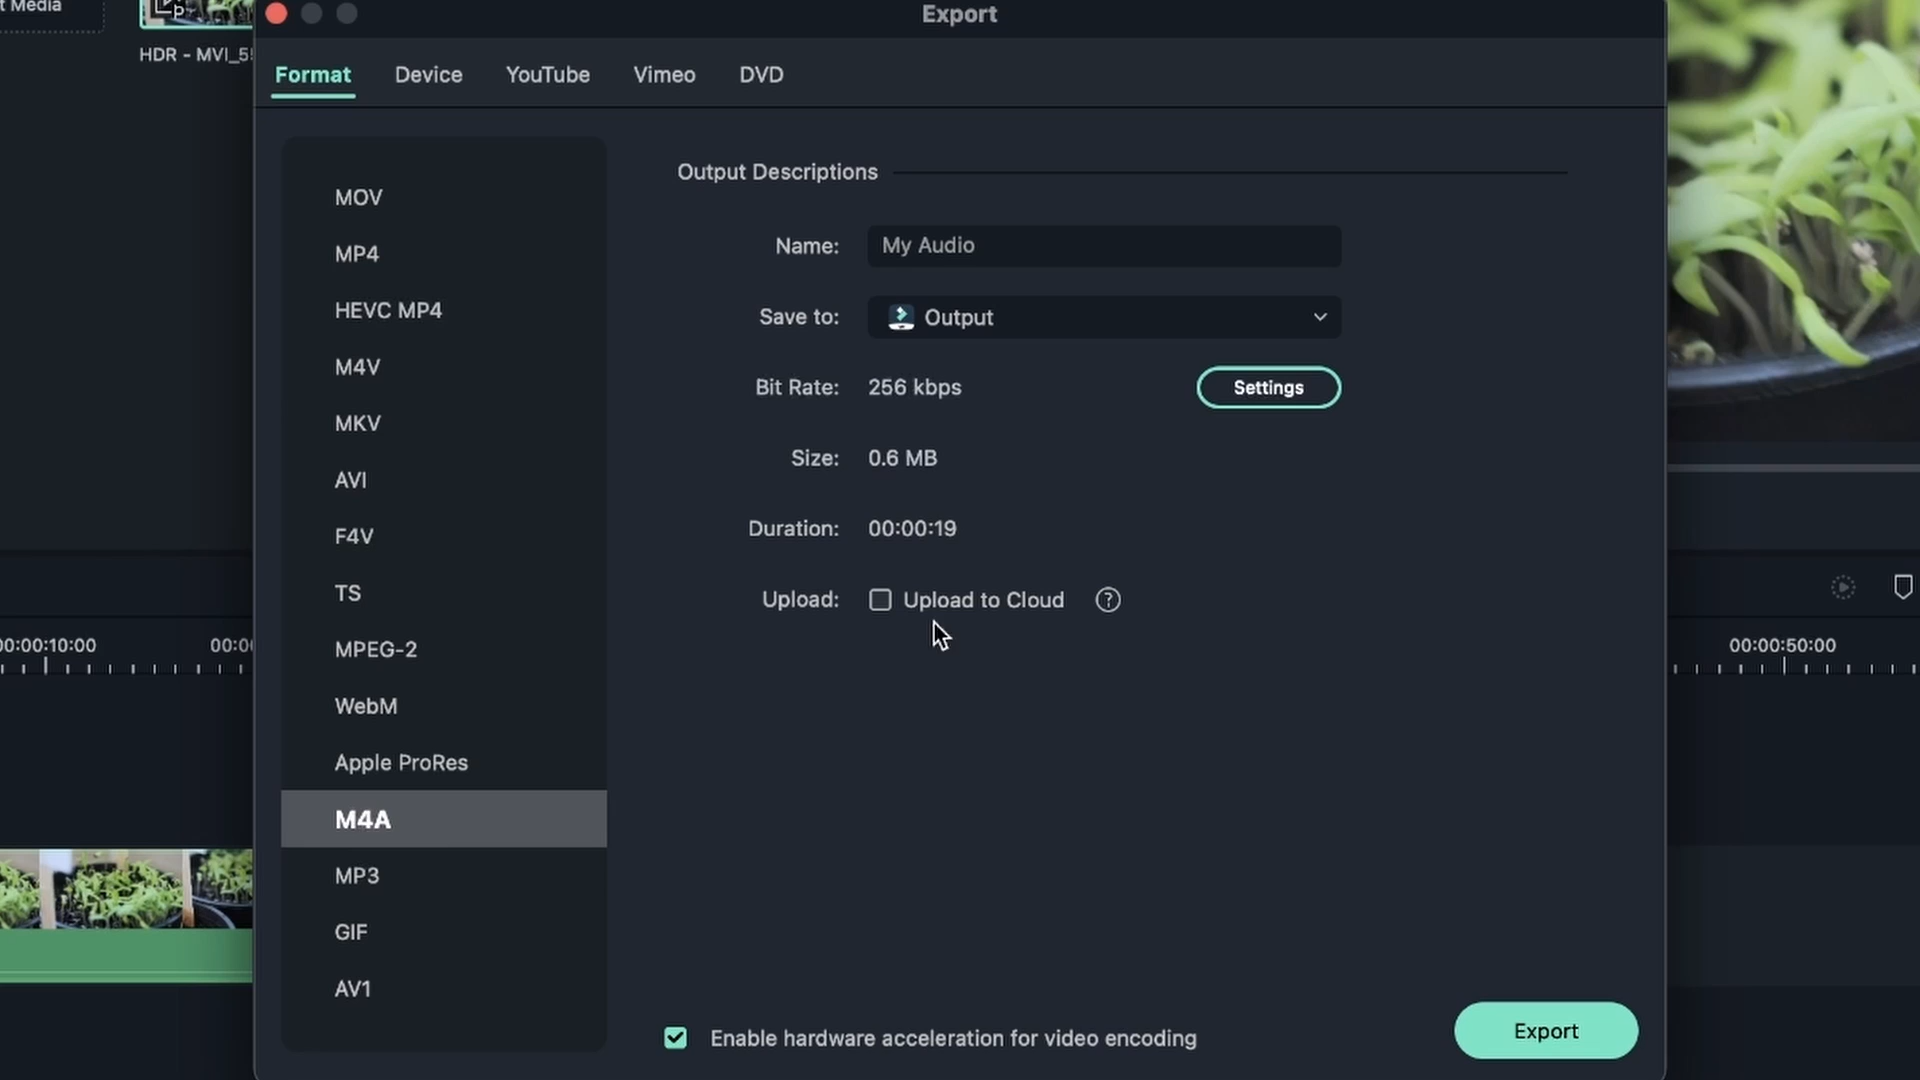 t Media
HDR - MVI_5
Export
Format Device YouTube Vimeo DVD
MOV
MP4
HEVC MP4
M4V
MKV
AVI
F4V
TS
MPEG-2
WebM
Apple ProRes
M4A
MP3
GIF
AV1
Output Descriptions
Name: My Audio
Save to: Output
Bit Rate: 256 kbps Settings
Size: 0.6 MB
Duration: 00:00:19
Upload: Upload to Cloud ?
Enable hardware acceleration for video encoding
Export
00:00:10:00 00:0
00:00:50:00